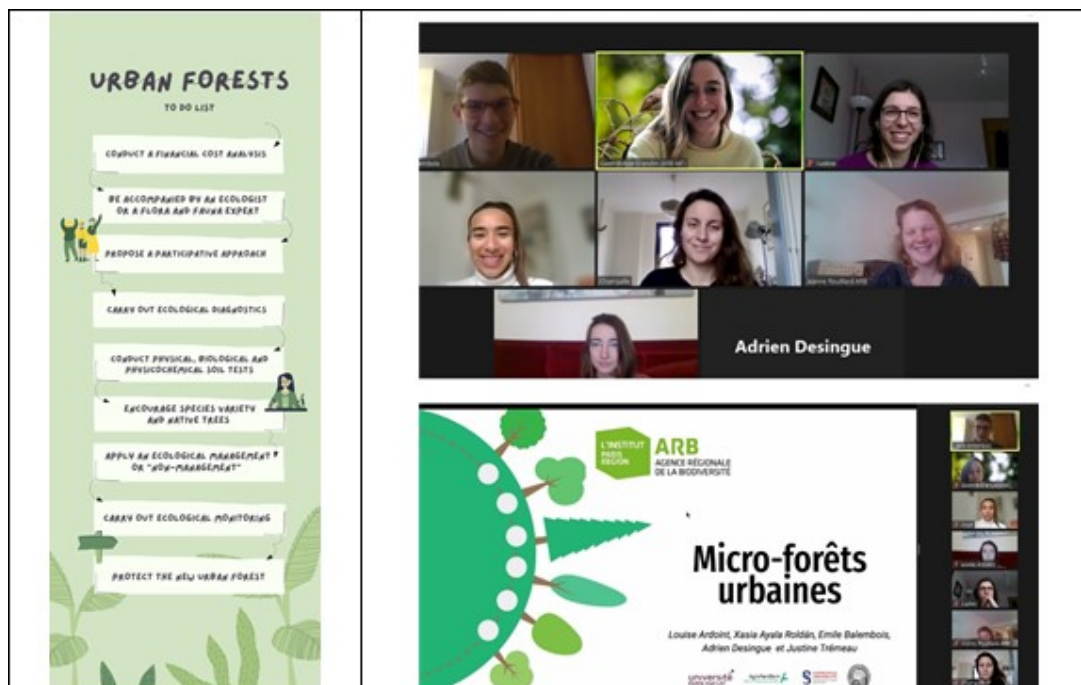 URBAN FORESTS
TO DO LIST
CONDUCT A FINANCIAL COST ANALYSIS
BE ACCOMPANIED BY AN ECOLOGIST
OR A FLORA AND FAUNA EXPERT
PROPOSE A PARTICIPATIVE APPROACH
CARRY OUT ECOLOGICAL DIAGNOSTICS
CONDUCT PHYSICAL, BIOLOGICAL AND
PHYSICOCHEMICAL SOIL TESTS
ENCOURAGE SPECIES VARIETY
AND NATIVE TREES
APPLY AN ECOLOGICAL MANAGEMENT
OR "NON-MANAGEMENT"
CARRY OUT ECOLOGICAL MONITORING
PROTECT THE NEW URBAN FOREST
Justine
Adrien Desingue
L'INSTITUT
PARIS
REGION
ARB
AGENCE RÉGIONALE
DE LA BIODIVERSITÉ
Micro-forêts
urbaines
Louise Ardoint, Xasia Ayala Roldán, Emile Balembois,
Adrien Desingue et Justine Trémeau
université